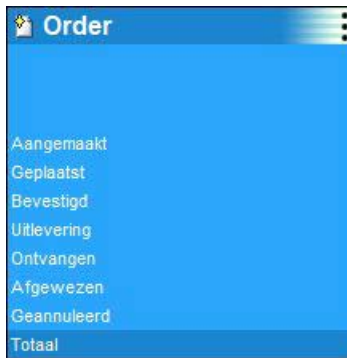 Order
Aangemaakt
Geplaatst
Bevestigd
Uitlevering
Ontvangen
Afgewezen
Geannuleerd
Totaal